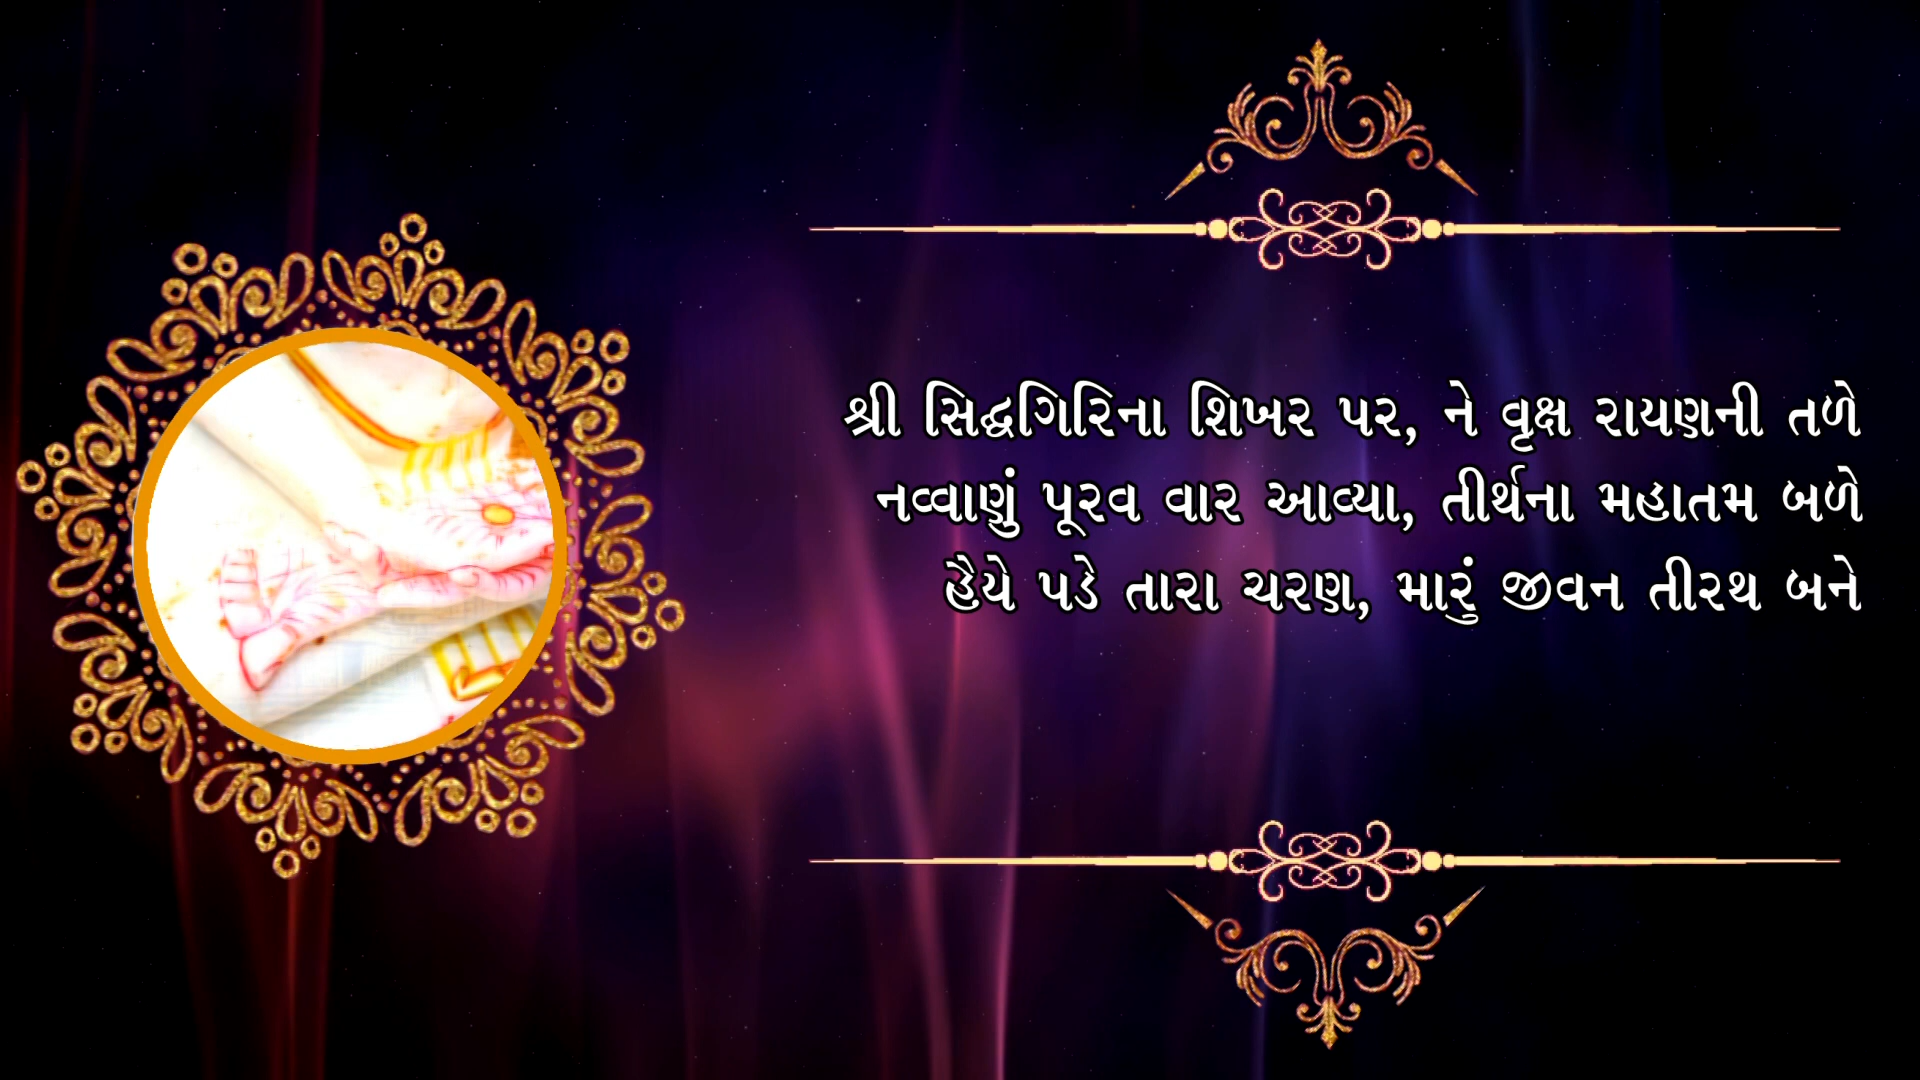 શ્રી સિદ્ધગિરિના શિખર પર, ને વૃક્ષ રાયણની તળે
નવ્વાણું પૂરવ વાર આવ્યા, તીર્થના મહાતમ બળે
હૈયે પડે તારા ચરણ, મારું જીવન તીરથ બને